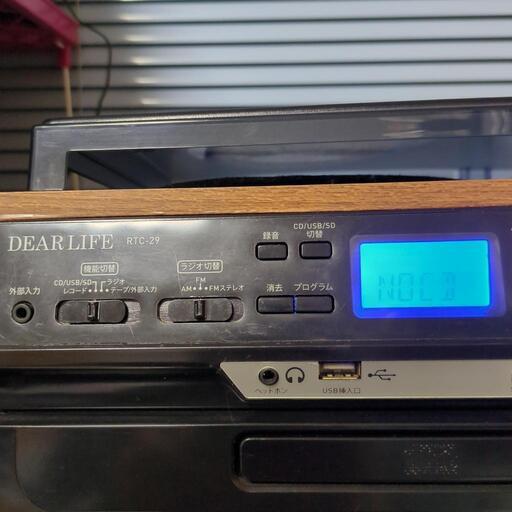 DEAR LIFE RTC-29
録音
CD/USB/SD
切替
機能切替
ラジオ切替
CD/USB/SD ラジオ
レコード テープ/外部入力
FM
AM FMステレオ
外部入力
消去 プログラム
NOCD
ヘッドホン
USB挿入口